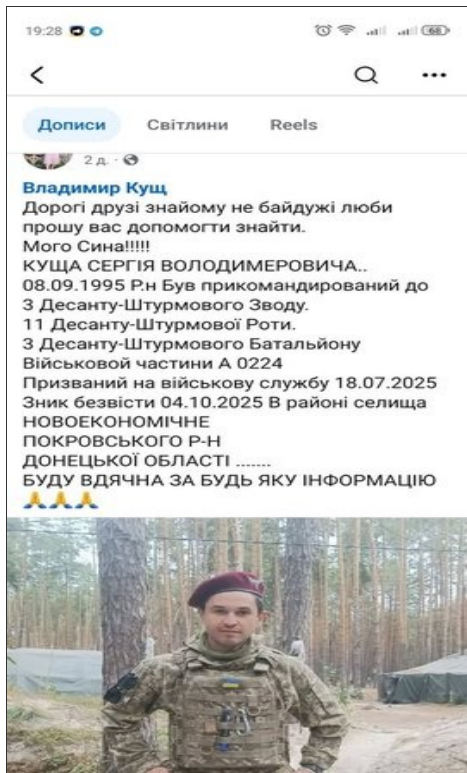 19:28
68
Дописи Світлини Reels
2 д.
Владимир Кущ
Дорогі друзі знайому не байдужі люби
прошу вас допомогти знайти.
Мого Сина!!!!!
КУЩА СЕРГІЯ ВОЛОДИМЕРОВИЧА..
08.09.1995 Р.н Був прикомандирований до
3 Десанту-Штурмового Зводу.
11 Десанту-Штурмової Роти.
3 Десанту-Штурмового Батальйону
Військовой частини А 0224
Призваний на військову службу 18.07.2025
Зник безвісти 04.10.2025 В районі селища
НОВОЕКОНОМІЧНЕ
ПОКРОВСЬКОГО Р-Н
ДОНЕЦЬКОЇ ОБЛАСТІ .......
БУДУ ВДЯЧНА ЗА БУДЬ ЯКУ ІНФОРМАЦІЮ